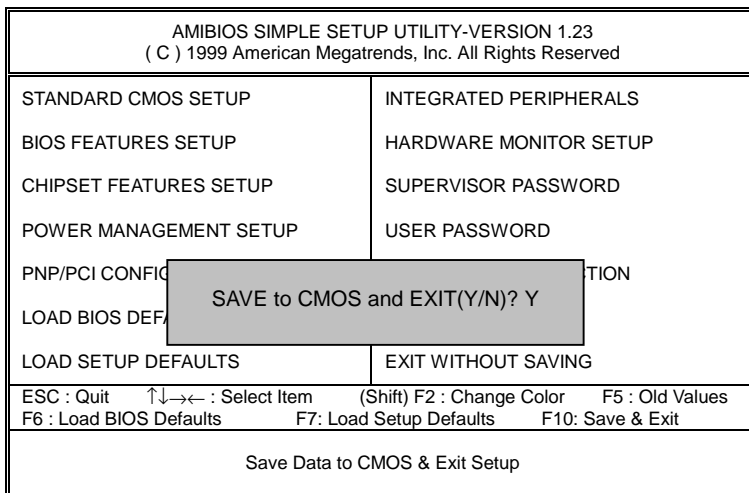 AMIBIOS SIMPLE SETUP UTILITY-VERSION 1.23
( C ) 1999 American Megatrends, Inc. All Rights Reserved
STANDARD CMOS SETUP
BIOS FEATURES SETUP
CHIPSET FEATURES SETUP
POWER MANAGEMENT SETUP
PNP/PCI
LOAD BIOS
LOAD SETUP DEFAULTS
INTEGRATED PERIPHERALS
HARDWARE MONITOR SETUP
SUPERVISOR PASSWORD
USER PASSWORD
EXIT WITHOUT SAVING
SAVE to CMOS and EXIT(Y/N)? Y
ESC : Quit ↑↓→← : Select Item (Shift) F2 : Change Color F5 : Old Values
F6 : Load BIOS Defaults F7: Load Setup Defaults F10: Save & Exit
Save Data to CMOS & Exit Setup